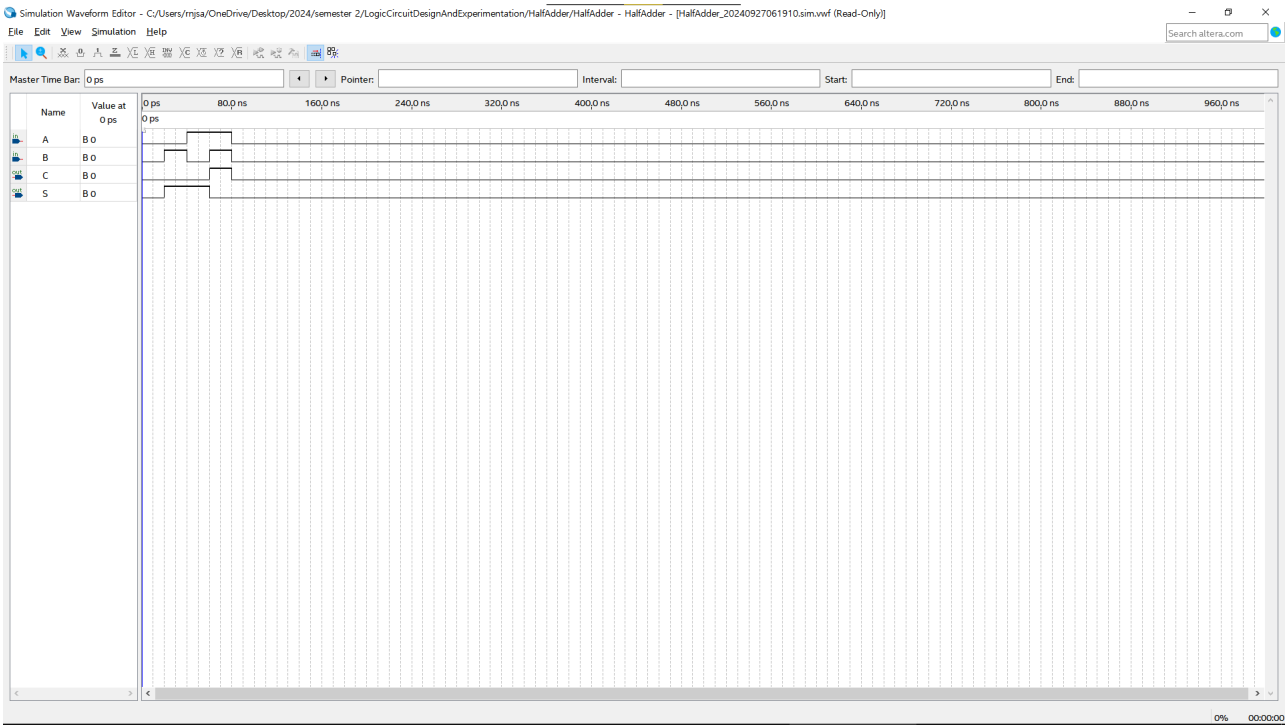 Simulation Waveform Editor - C:/Users/rnjsa/OneDrive/Desktop/2024/semester 2/LogicCircuitDesignAndExperimentation/HalfAdder/HalfAdder - HalfAdder - [HalfAdder_20240927061910.sim.vwf (Read-Only)]
File Edit View Simulation Help
Search altera.com
Master Time Bar: 0 ps Pointer: Interval: Start: End:
Name Value at 0 ps
0 ps 80.0 ns 160.0 ns 240.0 ns 320.0 ns 400.0 ns 480.0 ns 560.0 ns 640.0 ns 720.0 ns 800.0 ns 880.0 ns 960.0 ns
0 ps
in A B 0
in B B 0
out C B 0
out S B 0
0% 00:00:00